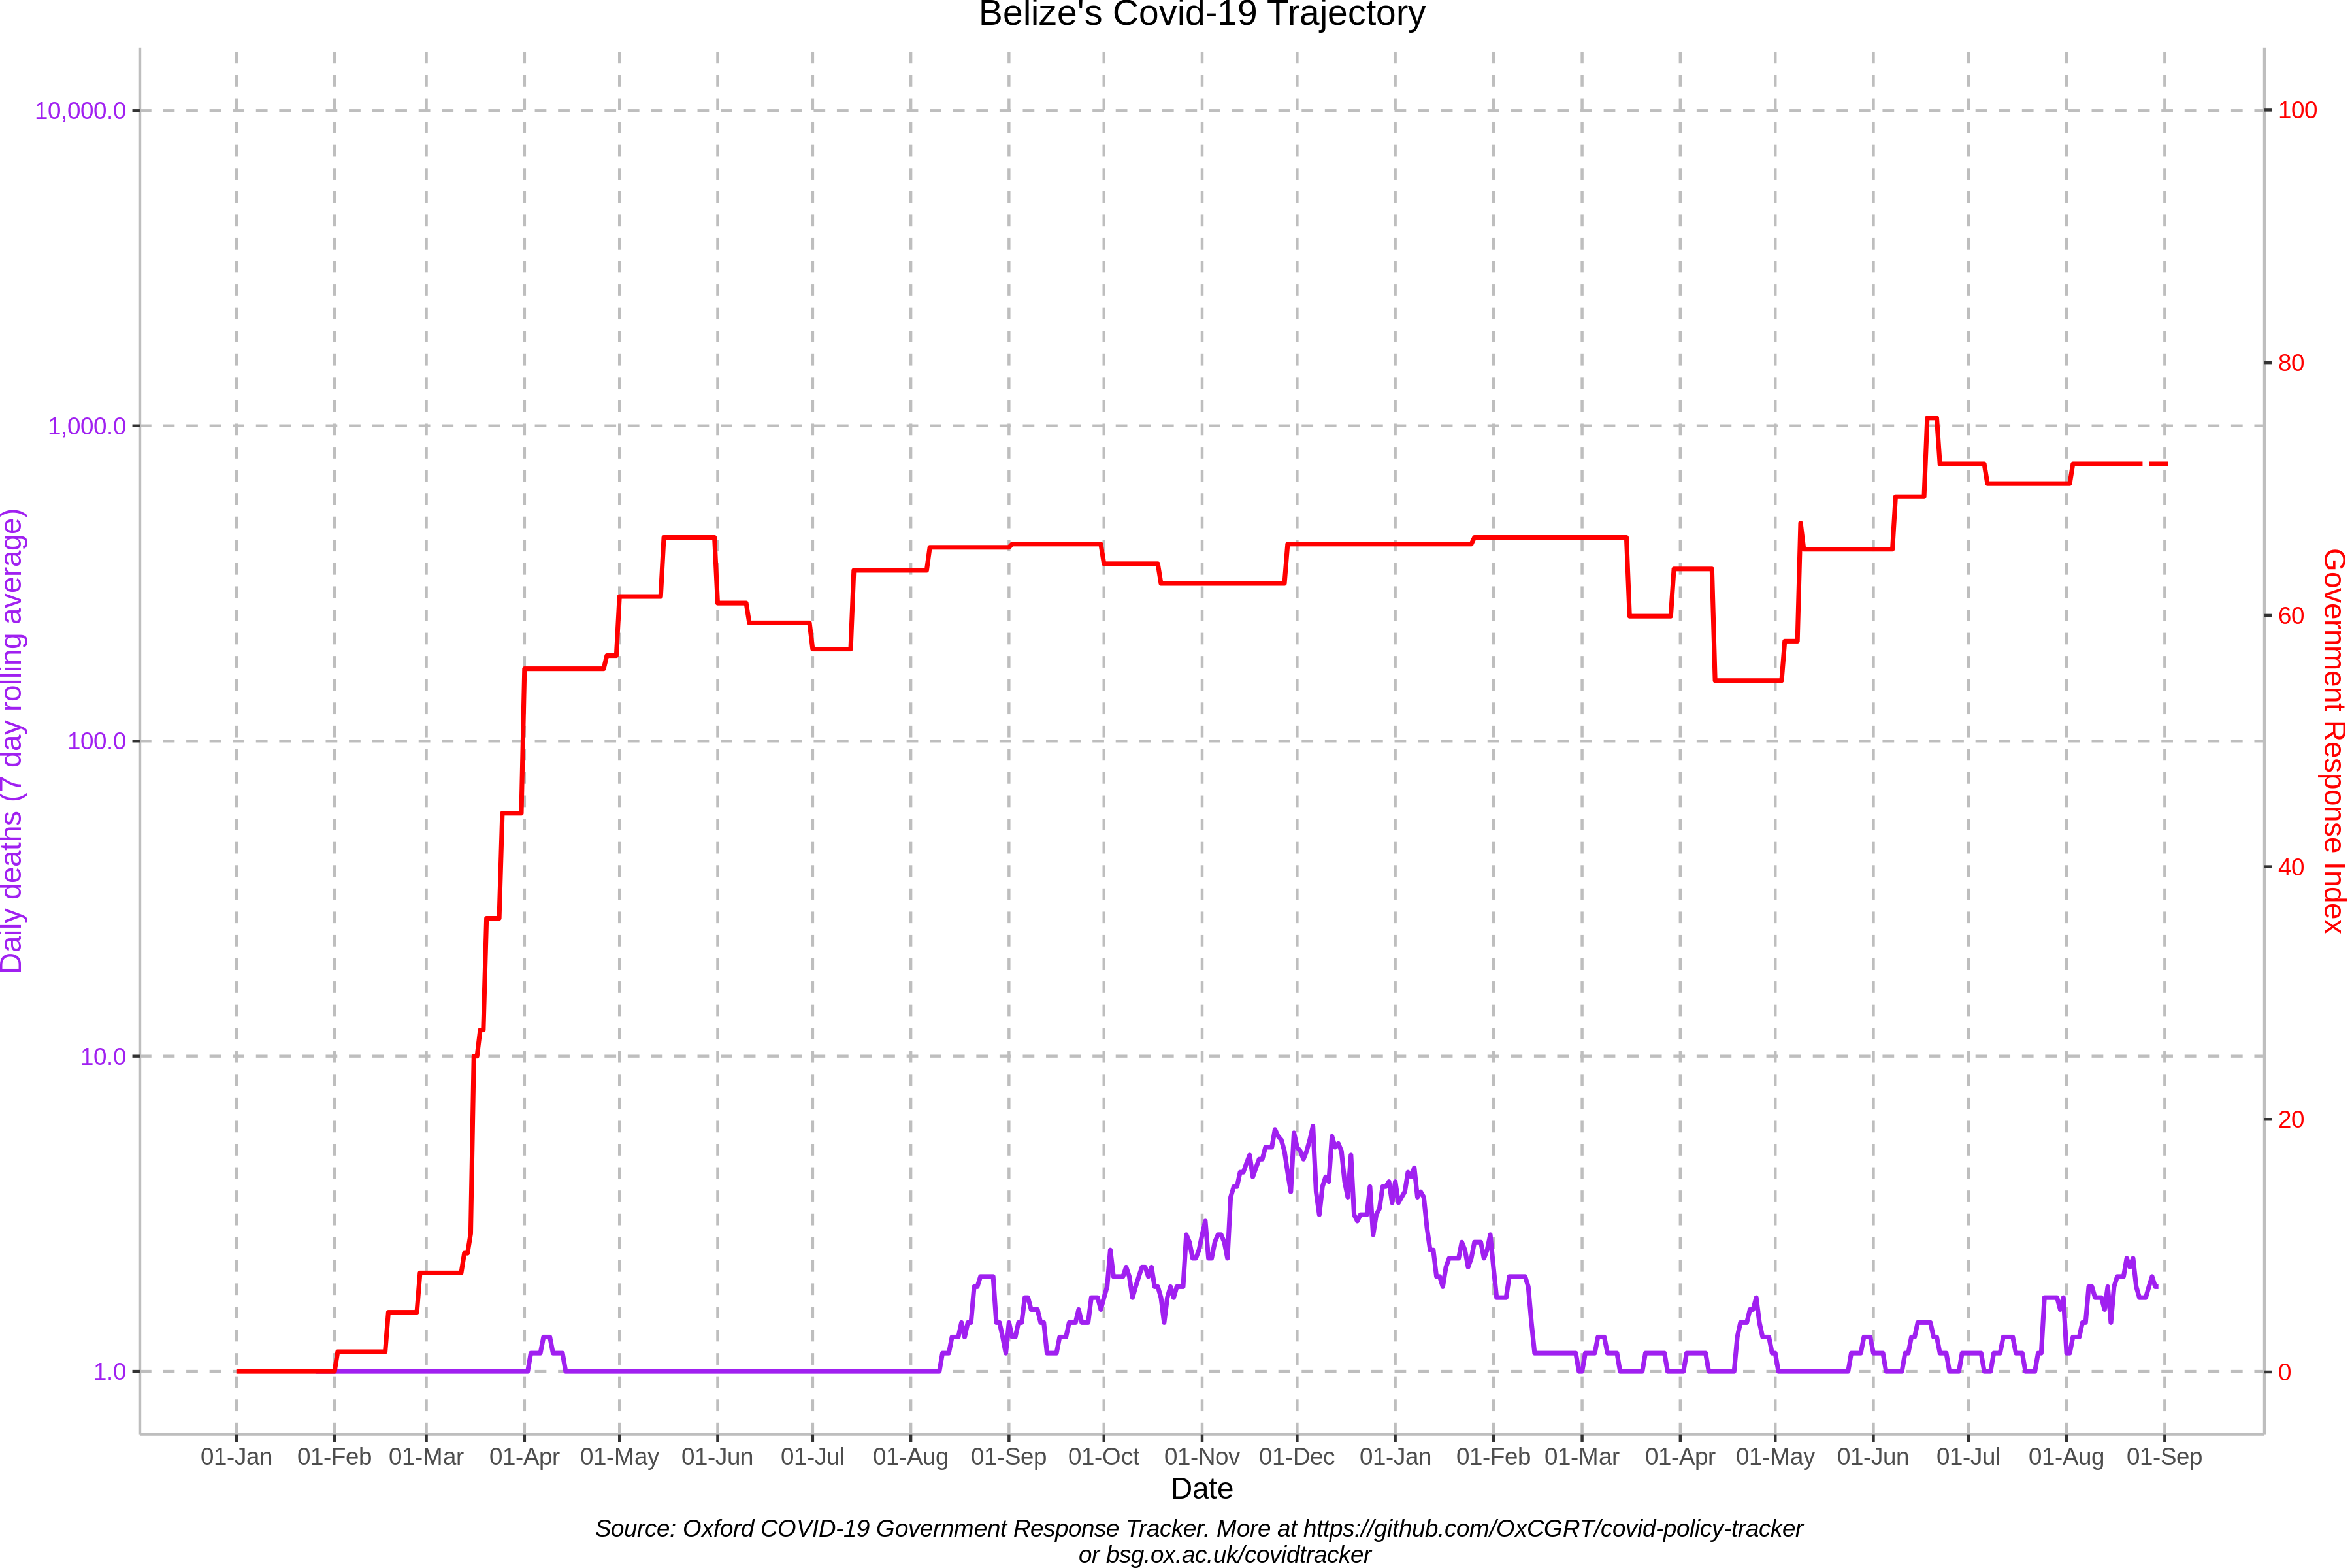 Belize's Covid-19 Trajectory
10,000.0
1,000.0
100.0
10.0
1.0
Daily deaths (7 day rolling average)
100
80
60
40
20
0
Government Response Index
01-Jan 01-Feb 01-Mar 01-Apr 01-May 01-Jun 01-Jul 01-Aug 01-Sep 01-Oct 01-Nov 01-Dec 01-Jan 01-Feb 01-Mar 01-Apr 01-May 01-Jun 01-Jul 01-Aug 01-Sep
Date
Source: Oxford COVID-19 Government Response Tracker. More at https://github.com/OxCGRT/covid-policy-tracker
or bsg.ox.ac.uk/covidtracker